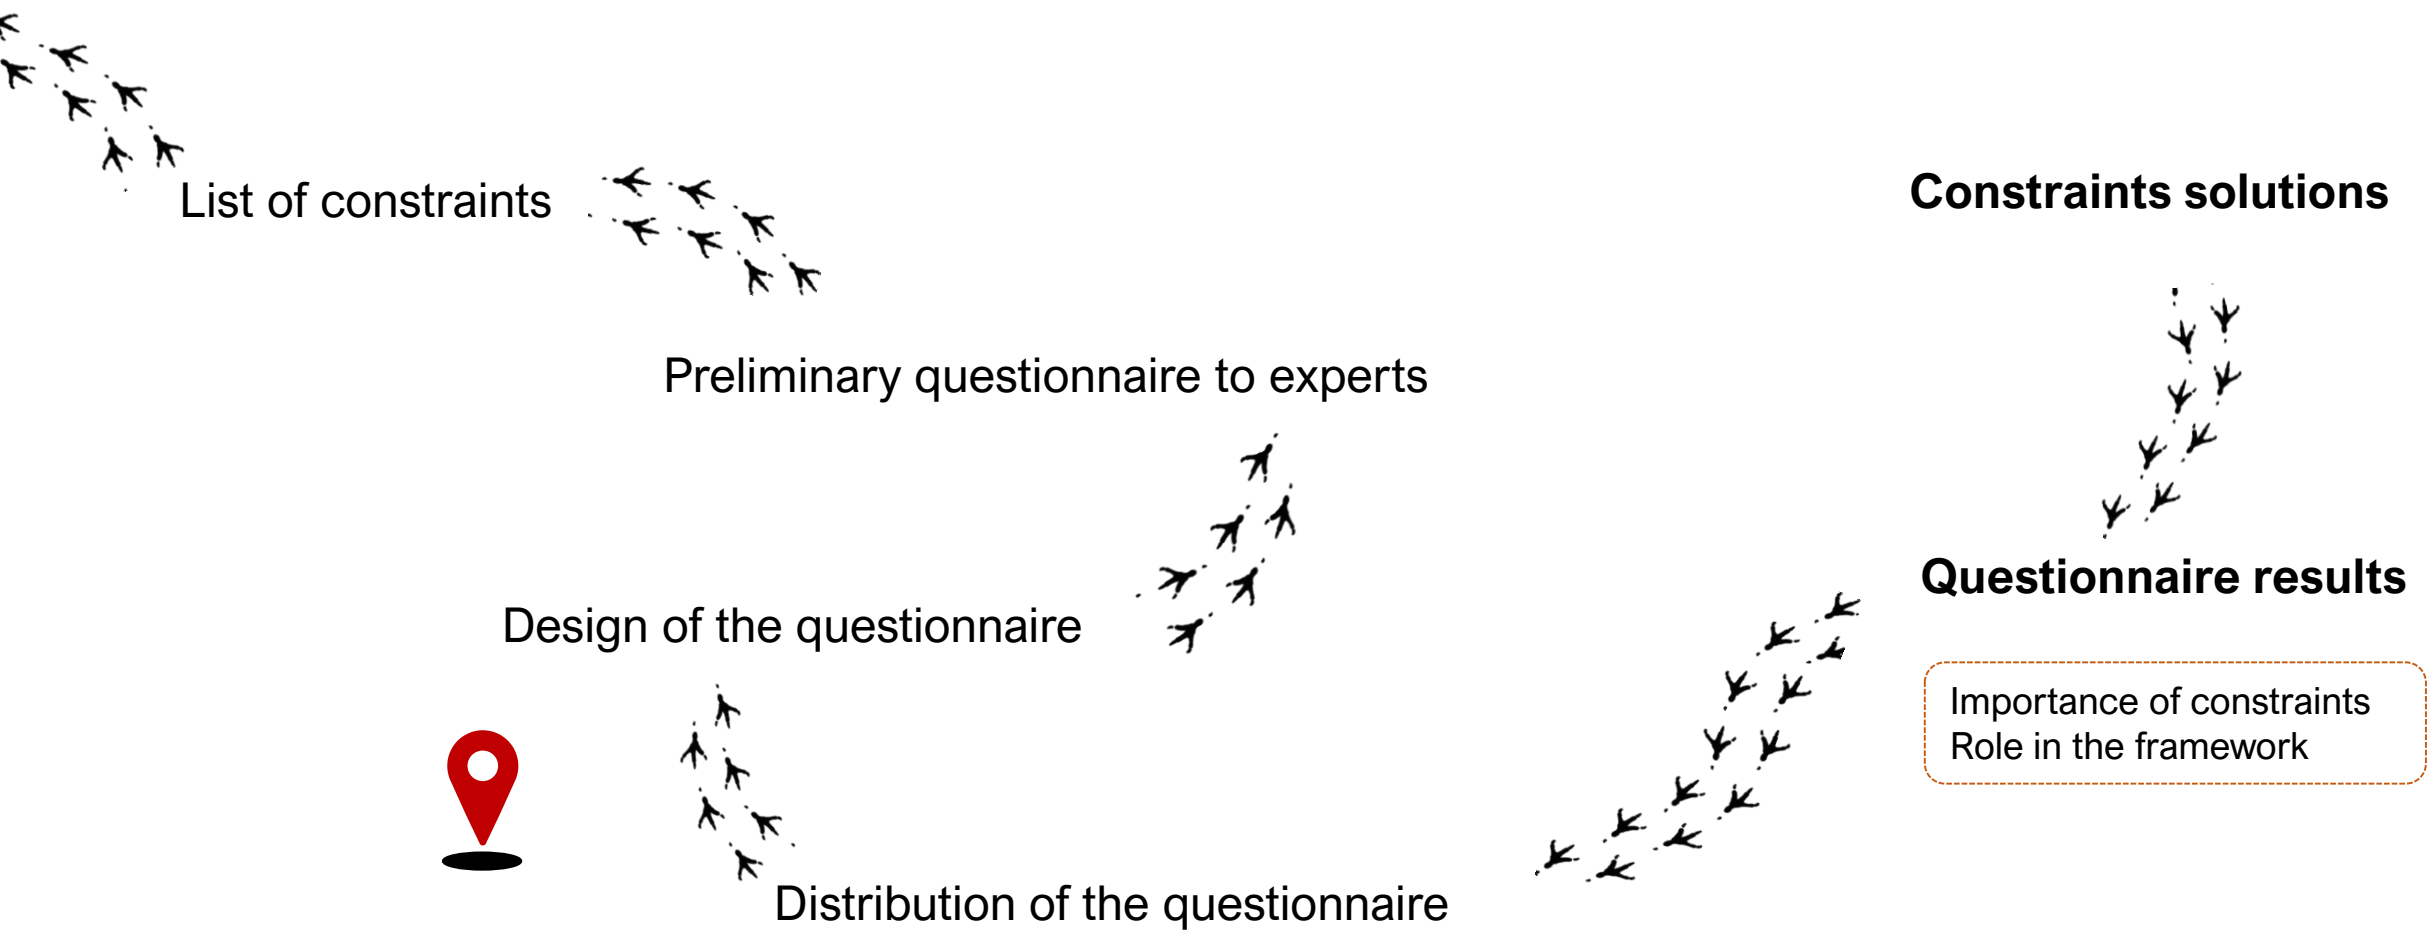 List of constraints
Constraints solutions
Preliminary questionnaire to experts
Questionnaire results
Design of the questionnaire
Importance of constraints
Role in the framework
Distribution of the questionnaire